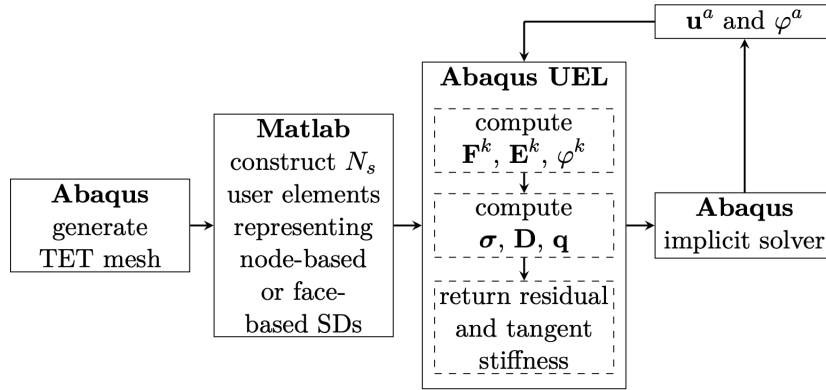 Abaqus
generate
TET mesh
Matlab
construct N_s
user elements
representing
node-based
or face-
based SDs
Abaqus UEL
compute
F^k, E^k, φ^k
compute
σ, D, q
return residual
and tangent
stiffness
Abaqus
implicit solver
u^a and φ^a